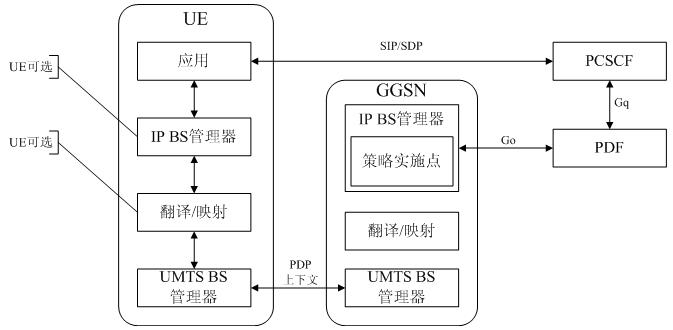 UE
应用
SIP/SDP
PCSCF
UE可选
GGSN
Gq
IP BS管理器
UE可选
IP BS管理器
策略实施点
Go
PDF
翻译/映射
翻译/映射
UMTS BS
管理器
PDP
上下文
UMTS BS
管理器